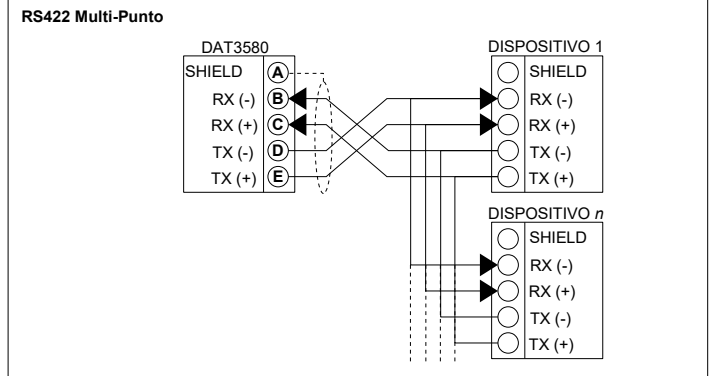 RS422 Multi-Punto
DAT3580
SHIELD A
RX (-) B
RX (+) C
TX (-) D
TX (+) E
DISPOSITIVO 1
SHIELD
RX (-)
RX (+)
TX (-)
TX (+)
DISPOSITIVO n
SHIELD
RX (-)
RX (+)
TX (-)
TX (+)